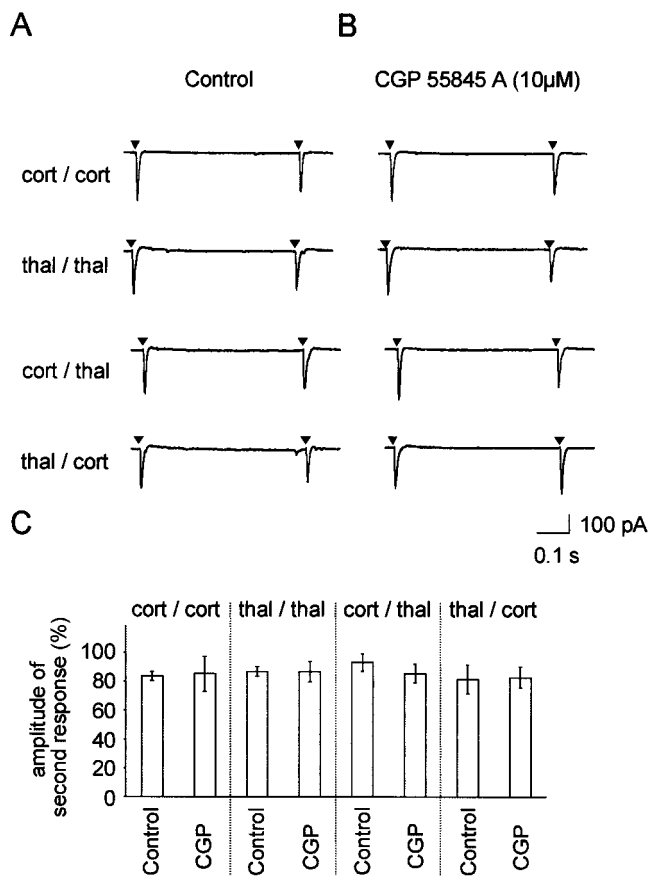 A
B
Control
CGP 55845 A (10µM)
cort / cort
thal / thal
cort / thal
thal / cort
100 pA
0.1 s
C
cort / cort
thal / thal
cort / thal
thal / cort
amplitude of
second response (%)
100
80
60
40
20
0
Control
CGP
Control
CGP
Control
CGP
Control
CGP